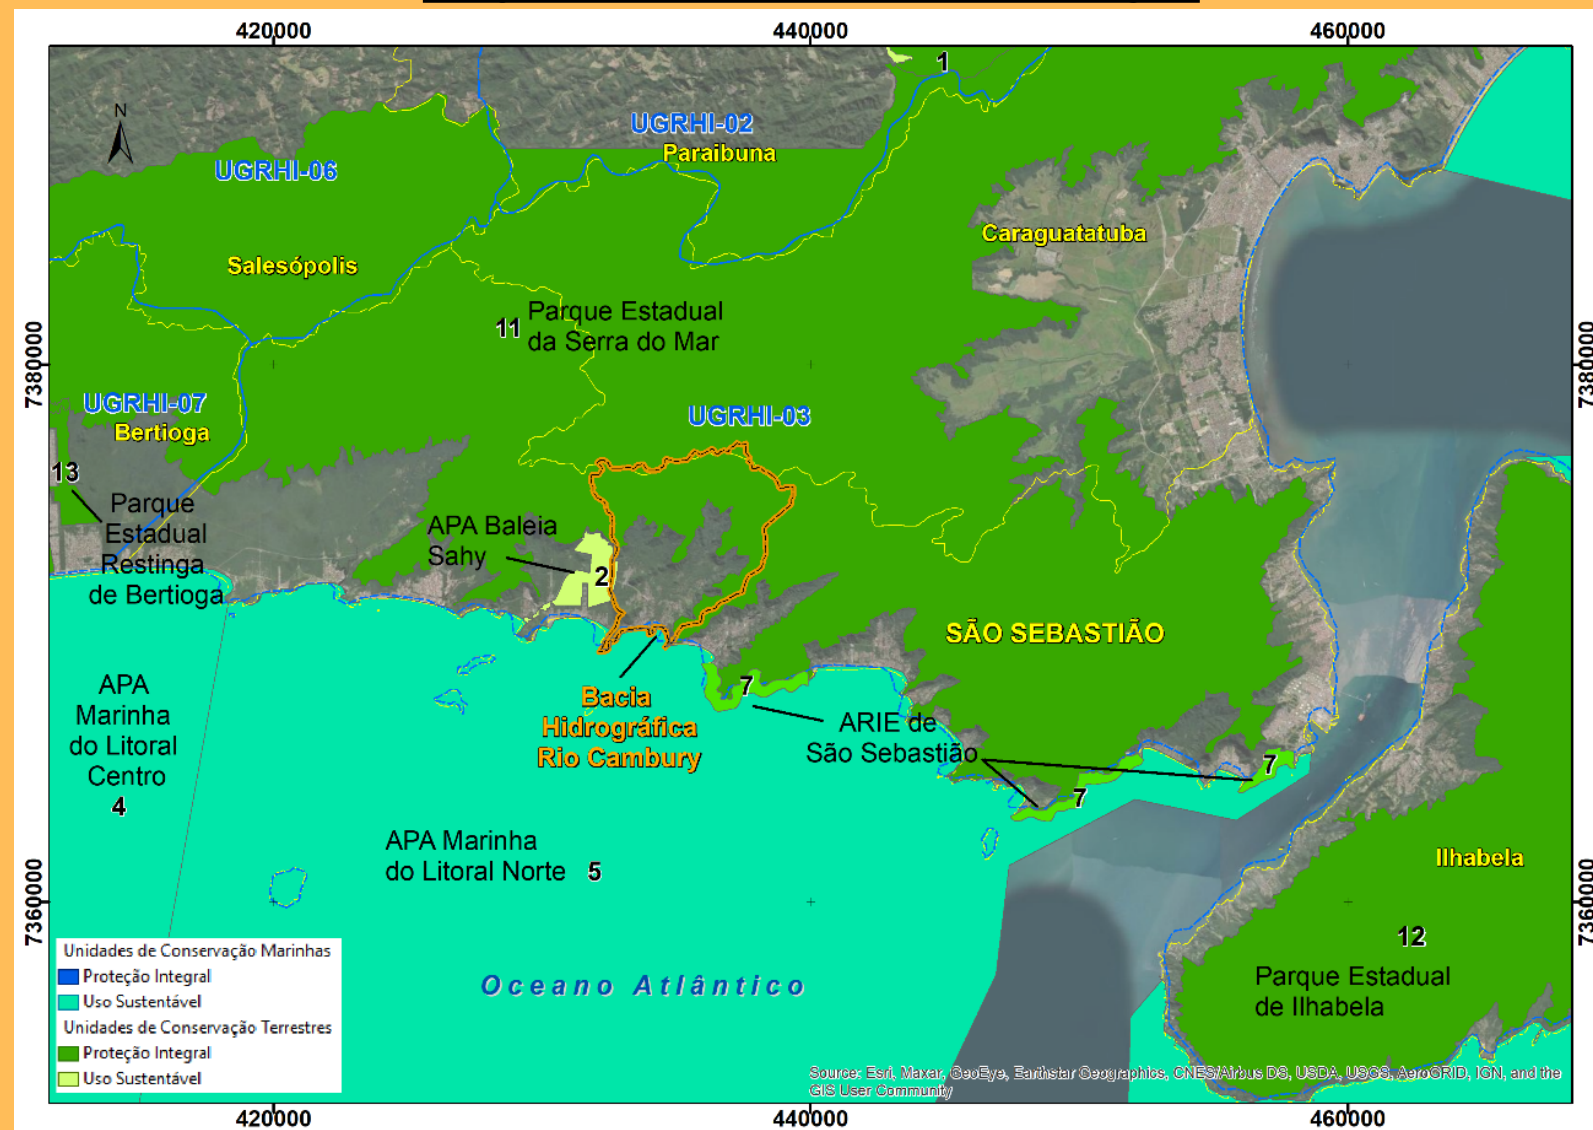 420000
440000
460000
1
N
UGRHI-02
Paraibuna
UGRHI-06
Caraguatatuba
Salesópolis
Parque Estadual
11
da Serra do Mar
7380000
7380000
UGRHI-07
Bertioga
UGRHI-03
13
Parque
Estadual
Restinga
de Bertioga
APA Baleia
Sahy
2
SÃO SEBASTIÃO
APA
Marinha
do Litoral
Centro
4
Bacia
Hidrográfica
Rio Cambury
7
ARIE de
São Sebastião
7
7
APA Marinha
do Litoral Norte
5
Ilhabela
7360000
7360000
12
Parque Estadual
de Ilhabela
Oceano Atlântico
Unidades de Conservação Marinhas
Proteção Integral
Uso Sustentável
Unidades de Conservação Terrestres
Proteção Integral
Uso Sustentável
Source: Esri, Maxar, GeoEye, Earthstar Geographics, CNES/Airbus DS, USDA, USGS, AeroGRID, IGN, and the
GIS User Community
420000
440000
460000